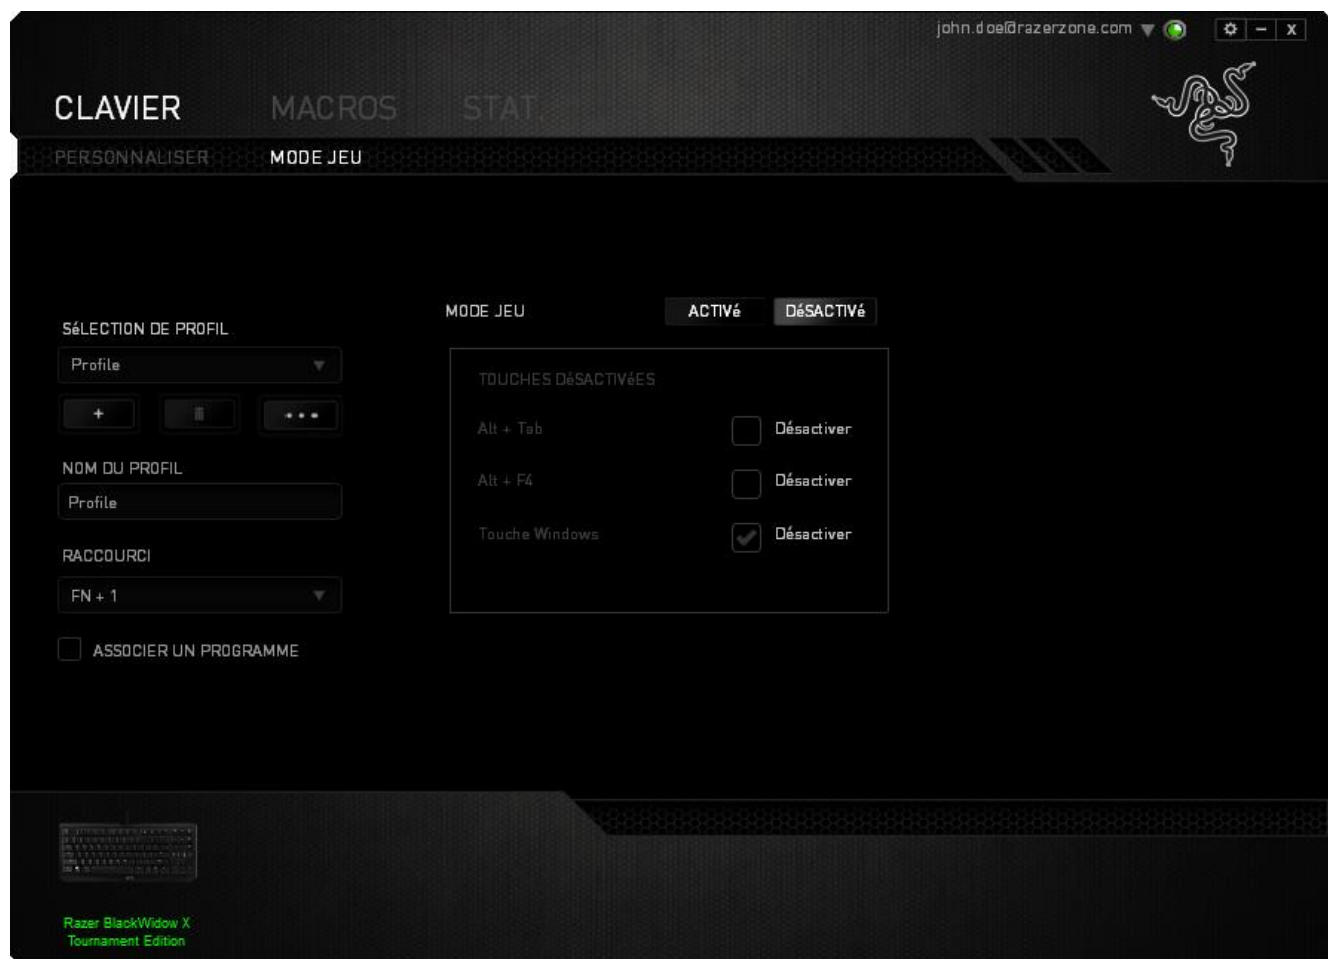 john.doe@razerzone.com
CLAVIER MACROS STAT
PERSONNALISER MODE JEU
SéLECTION DE PROFIL
Profile
NOM DU PROFIL
Profile
RACCOURCI
FN + 1
ASSOCIER UN PROGRAMME
MODE JEU ACTIVé DéSACTIVé
TOUCHES DéSACTIVéES
Alt + Tab Désactiver
Alt + F4 Désactiver
Touche Windows Désactiver
Razer BlackWidow X
Tournament Edition